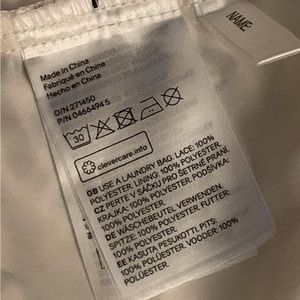 NAME
Made in China
Fabriqué en Chine
Hecho en China
O/N 271450
P/N 0466494 5
30
clevercare.info
GB USE A LAUNDRY BAG. LACE: 100%
POLYESTER. LINING: 100% POLYESTER.
CZ PERTE V SÁČKU PRO ŠETRNÉ PRANÍ.
KRAJKA: 100% POLYESTER. PODŠÍVKA:
100% POLYESTER.
DE WÄSCHEBEUTEL VERWENDEN.
SPITZE: 100% POLYESTER. FUTTER:
100% POLYESTER.
EE KASUTA PESUKOTTI. PITS:
100% POLÜESTER. VOODER: 100%
POLÜESTER.